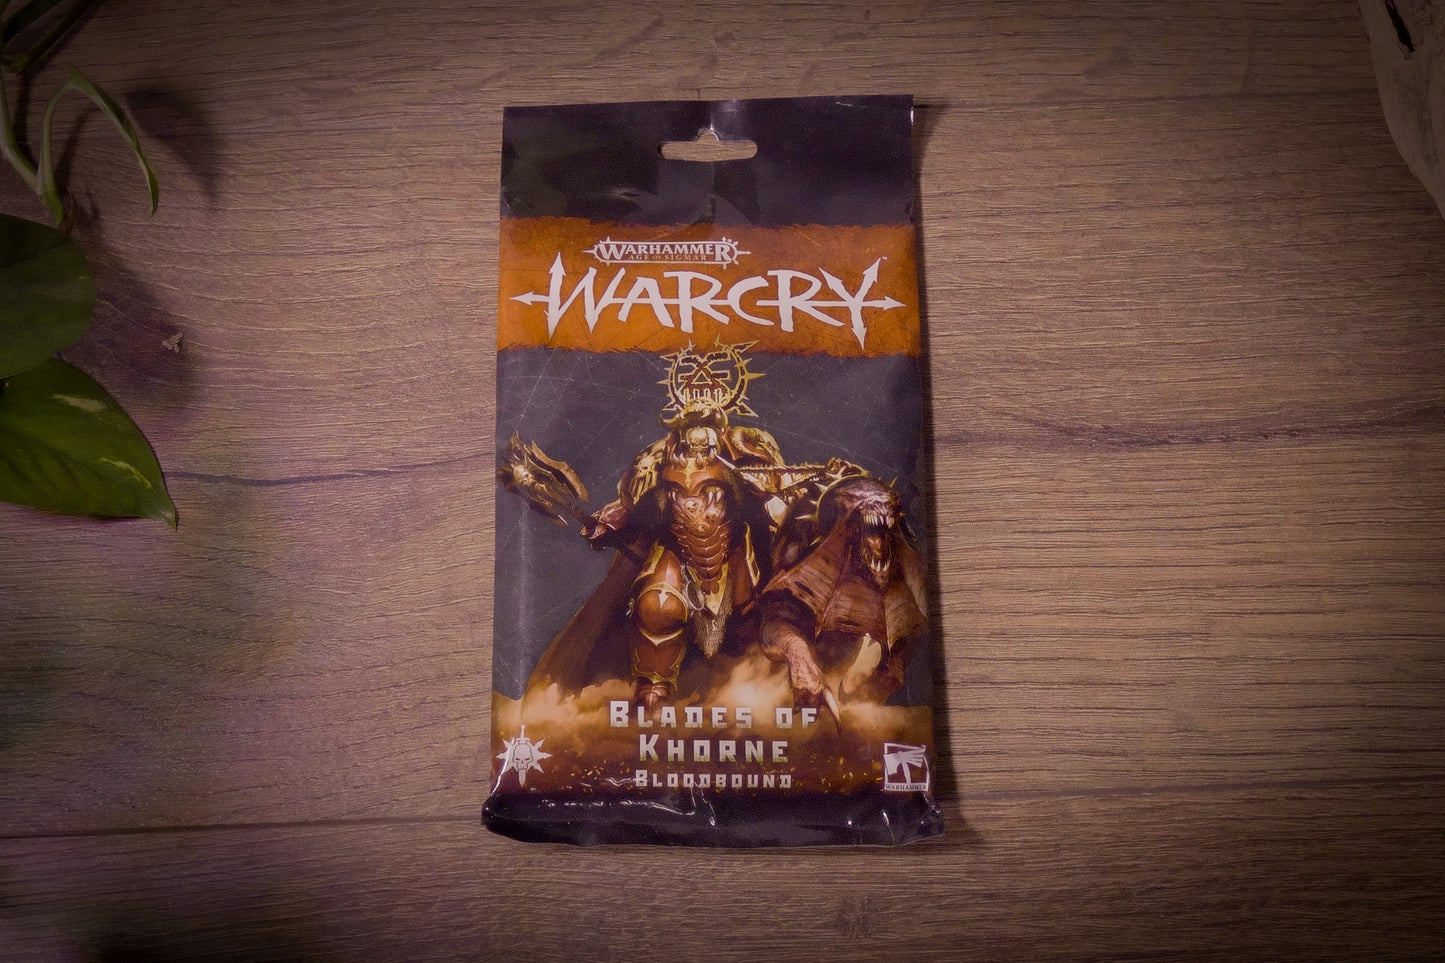 WARHAMMER
AGE OF SIGMAR
WARCRY
BLADES OF
KHORNE
BLOODBOUND
WARHAMMER